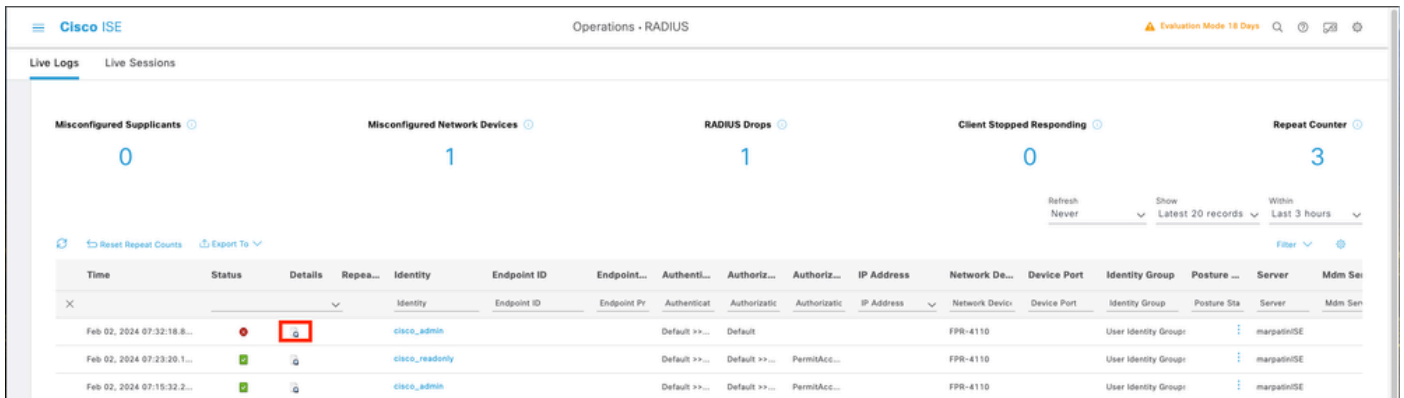 Cisco ISE
Operations · RADIUS
Evaluation Mode 18 Days
Live Logs Live Sessions
Misconfigured Supplicants Misconfigured Network Devices RADIUS Drops Client Stopped Responding Repeat Counter
0 1 1 0 3
Refresh Show Within
Never Latest 20 records Last 3 hours
Reset Repeat Counts Export To Filter
Time Status Details Repea... Identity Endpoint ID Endpoint... Authenti... Authoriz... Authoriz... IP Address Network De... Device Port Identity Group Posture ... Server Mdm Ser
Identity Endpoint ID Endpoint Pr Authenticat Authorizatic Authorizatic IP Address Network Device Device Port Identity Group Posture Sta Server Mdm Serv
Feb 02, 2024 07:32:18.8... cisco_admin Default >>... Default FPR-4110 User Identity Groups marpatinISE
Feb 02, 2024 07:23:20.1... cisco_readonly Default >>... Default >>... PermitAcc... FPR-4110 User Identity Groups marpatinISE
Feb 02, 2024 07:15:32.2... cisco_admin Default >>... Default >>... PermitAcc... FPR-4110 User Identity Groups marpatinISE